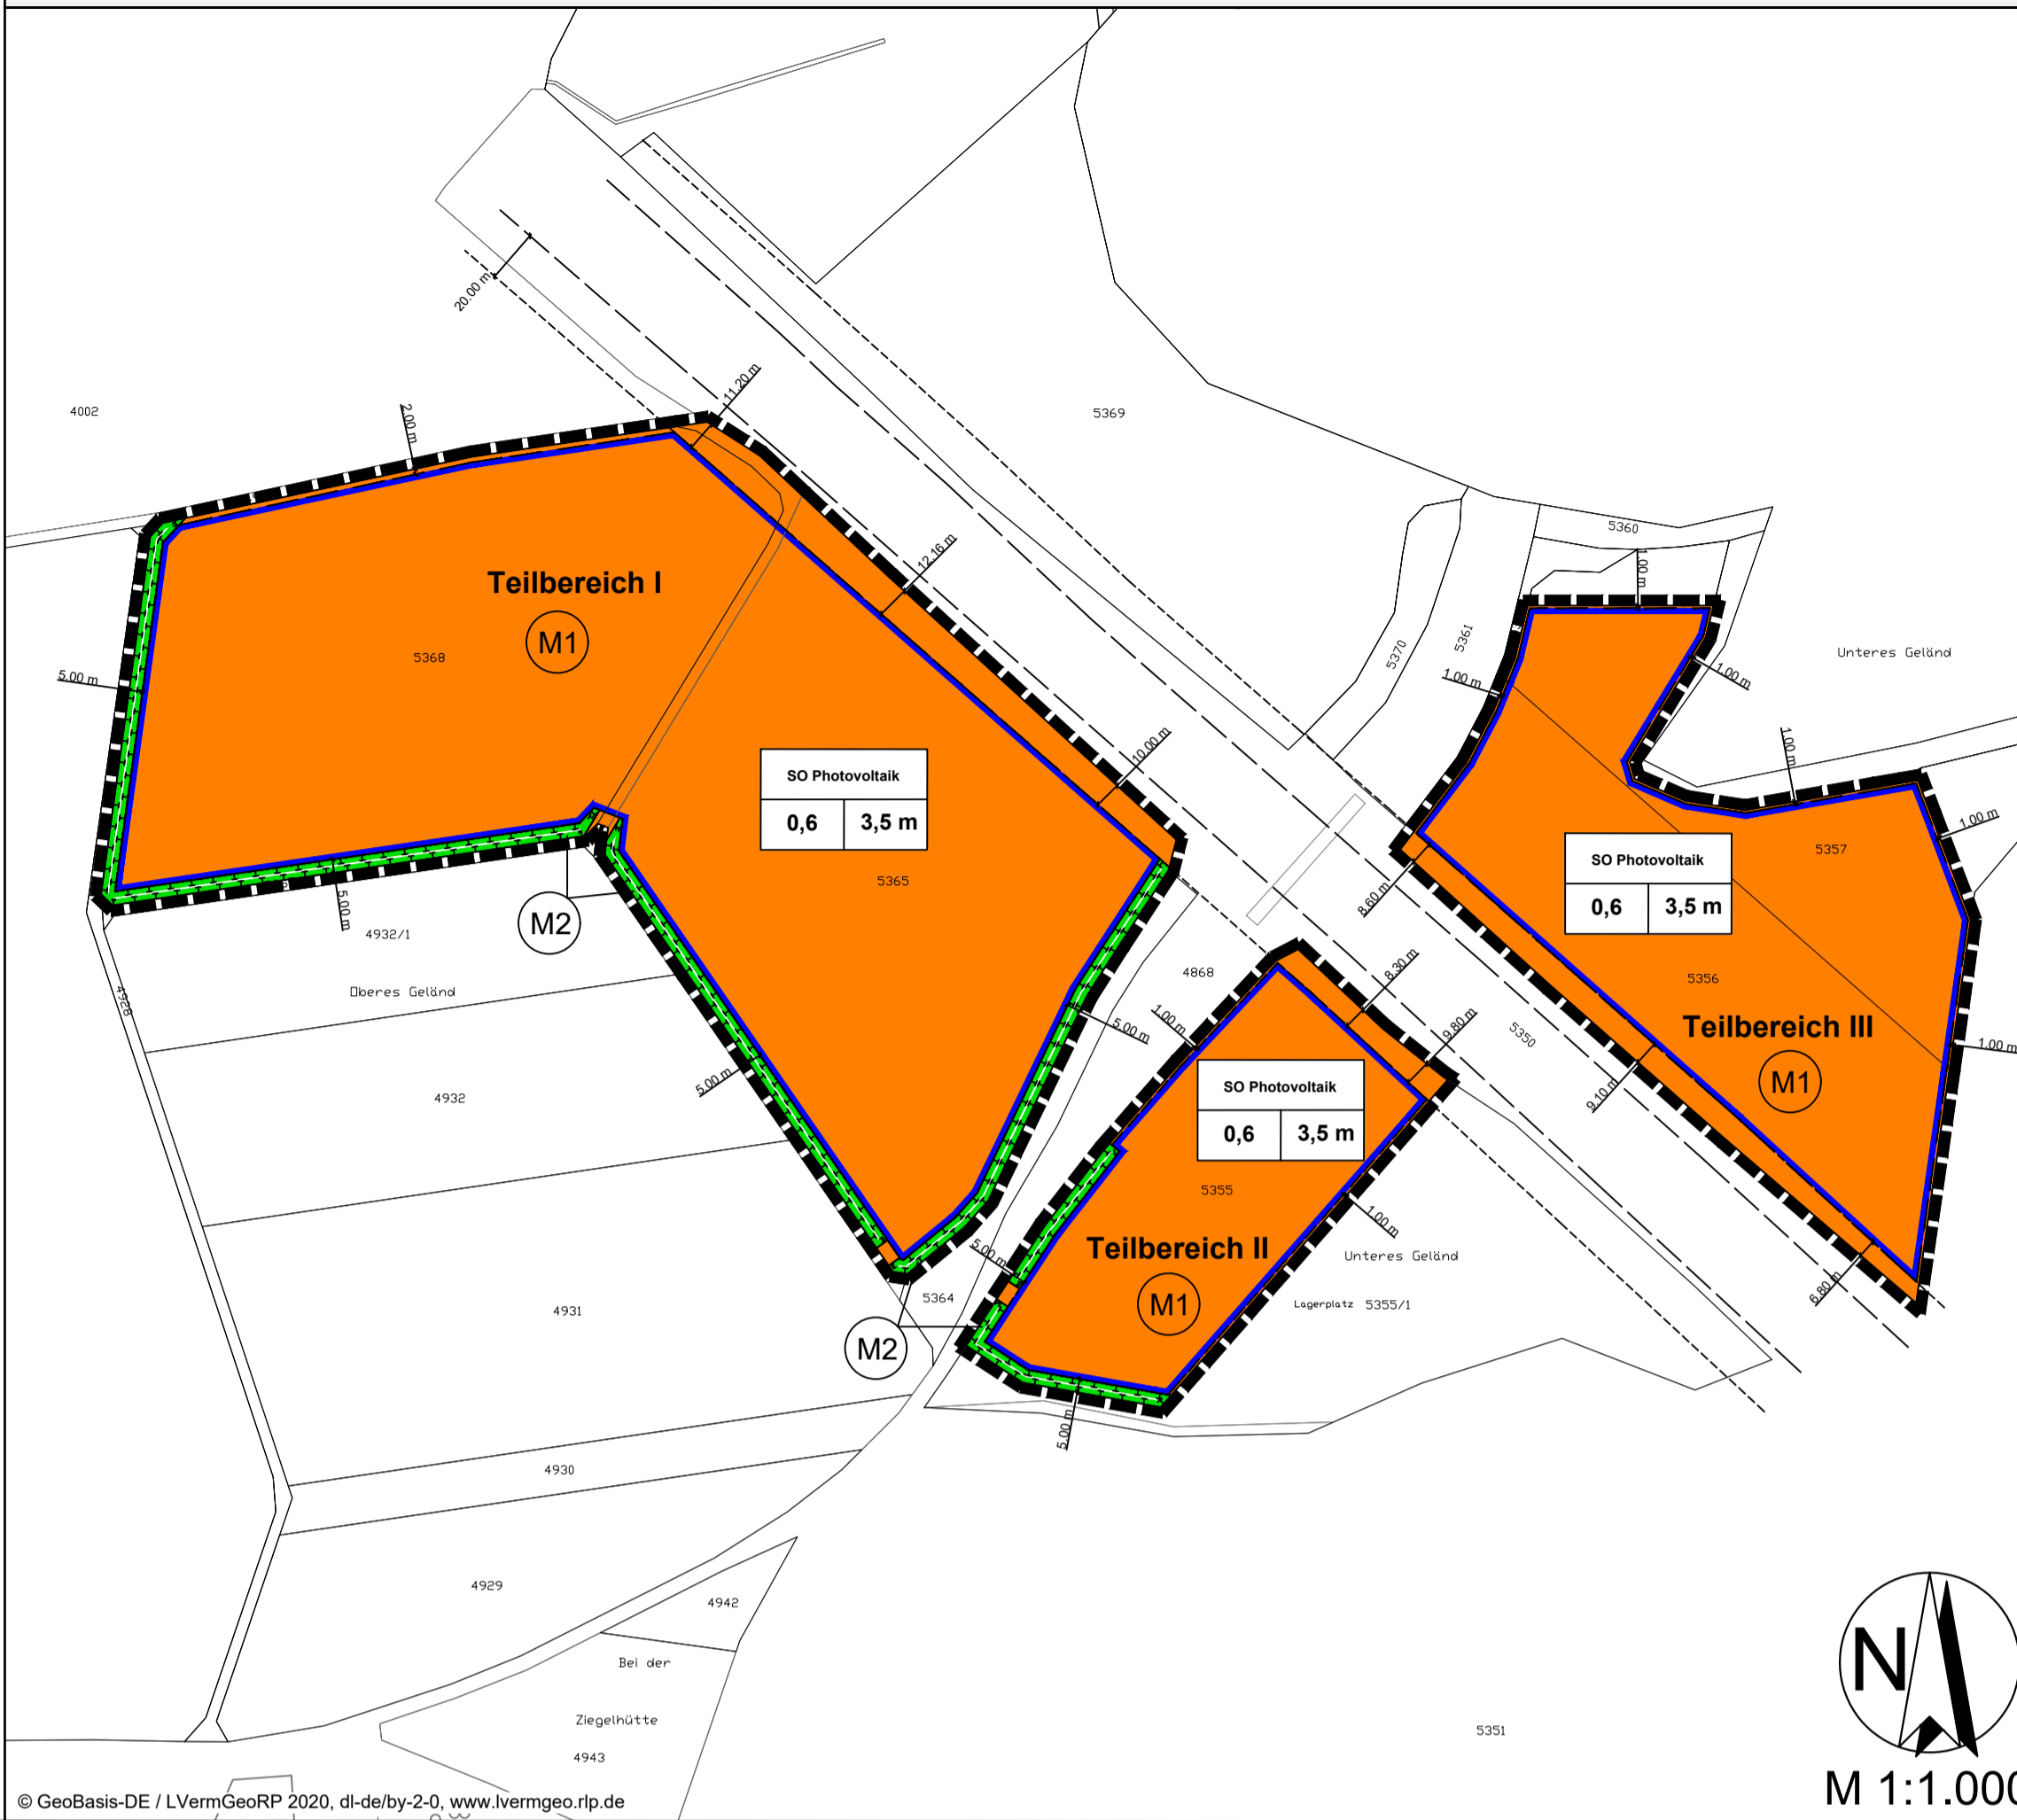 20.00 m
11.20 m
2.00 m
4002
5369
12.16 m
5360
1.00 m
Teilbereich I
M1
5368
5.00 m
5370
5361
1.00 m
Unteres Geländ
1.00 m
10.00 m
1.00 m
SO Photovoltaik
0,6
3,5 m
5365
1.00 m
SO Photovoltaik
0,6
3,5 m
5357
8.60 m
5.00 m
M2
4932/1
Oberes Geländ
4928
4868
8.30 m
5356
Teilbereich III
M1
1.00 m
5.00 m
1.00 m
9.80 m
5350
9.10 m
5.00 m
4932
SO Photovoltaik
0,6
3,5 m
5355
1.00 m
Teilbereich II
M1
Unteres Geländ
5.00 m
5364
Lagerplatz 5355/1
6.80 m
4931
M2
5.00 m
4930
4929
4942
Bei der
Ziegelhütte
4943
5351
N
M 1:1.000
© GeoBasis-DE / LVermGeoRP 2020, dl-de/by-2-0, www.lvermgeo.rlp.de